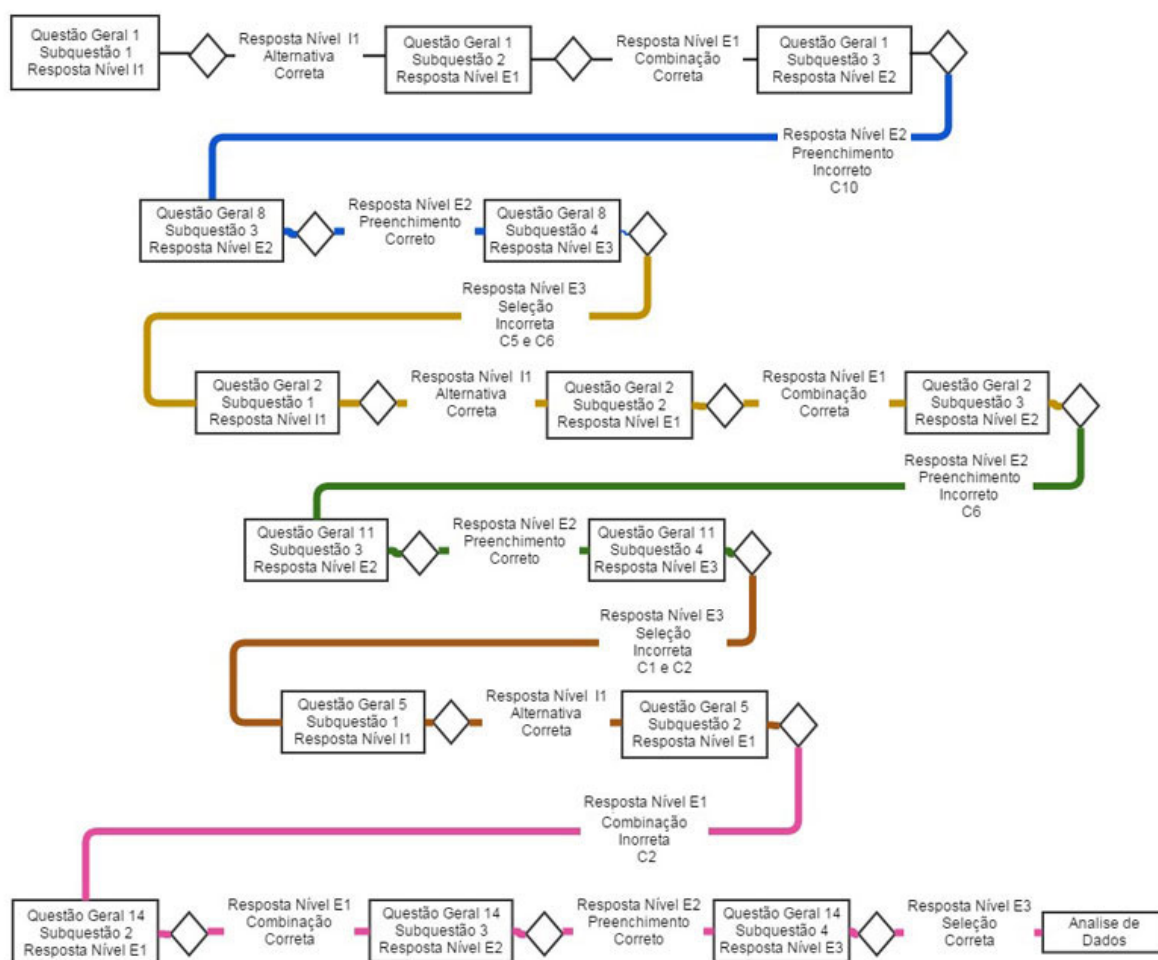 Questão Geral 1
Subquestão 1
Resposta Nível I1
Resposta Nível I1
Alternativa
Correta
Questão Geral 1
Subquestão 2
Resposta Nível E1
Resposta Nível E1
Combinação
Correta
Questão Geral 1
Subquestão 3
Resposta Nível E2
Resposta Nível E2
Preenchimento
Incorreto
C10
Questão Geral 8
Subquestão 3
Resposta Nível E2
Resposta Nível E2
Preenchimento
Correto
Questão Geral 8
Subquestão 4
Resposta Nível E3
Resposta Nível E3
Seleção
Incorreta
C5 e C6
Questão Geral 2
Subquestão 1
Resposta Nível I1
Resposta Nível I1
Alternativa
Correta
Questão Geral 2
Subquestão 2
Resposta Nível E1
Resposta Nível E1
Combinação
Correta
Questão Geral 2
Subquestão 3
Resposta Nível E2
Resposta Nível E2
Preenchimento
Incorreto
C6
Questão Geral 11
Subquestão 3
Resposta Nível E2
Resposta Nível E2
Preenchimento
Correto
Questão Geral 11
Subquestão 4
Resposta Nível E3
Resposta Nível E3
Seleção
Incorreta
C1 e C2
Questão Geral 5
Subquestão 1
Resposta Nível I1
Resposta Nível I1
Alternativa
Correta
Questão Geral 5
Subquestão 2
Resposta Nível E1
Resposta Nível E1
Combinação
Inorreta
C2
Questão Geral 14
Subquestão 2
Resposta Nível E1
Resposta Nível E1
Combinação
Correta
Questão Geral 14
Subquestão 3
Resposta Nível E2
Resposta Nível E2
Preenchimento
Correto
Questão Geral 14
Subquestão 4
Resposta Nível E3
Resposta Nível E3
Seleção
Correta
Analise de
Dados